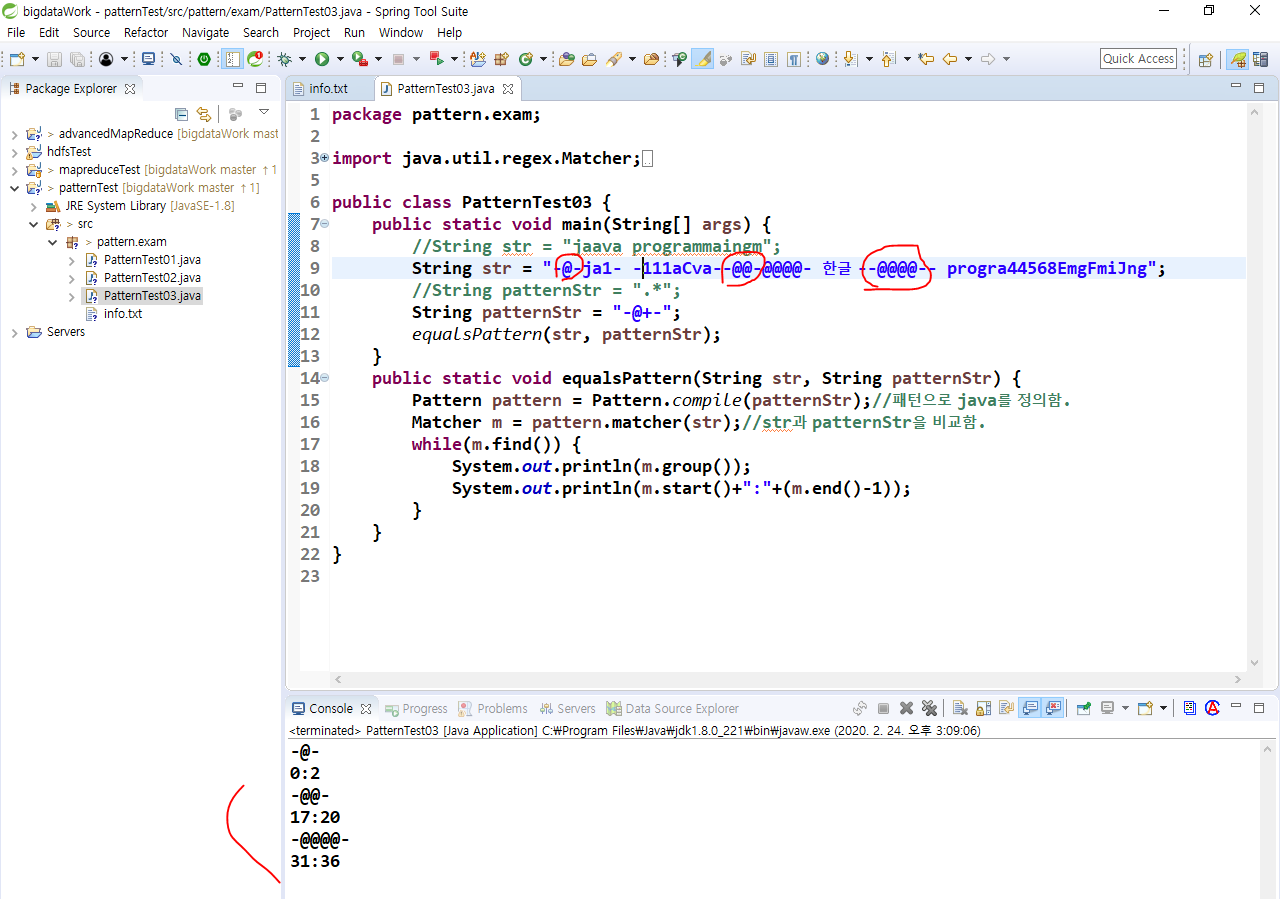 bigdataWork - patternTest/src/pattern/exam/PatternTest03.java - Spring Tool Suite
File Edit Source Refactor Navigate Search Project Run Window Help
Quick Access
Package Explorer
> advancedMapReduce [bigdataWork mast
hdfsTest
> mapreduceTest [bigdataWork master ↑1
> patternTest [bigdataWork master ↑1]
JRE System Library [JavaSE-1.8]
> src
> pattern.exam
PatternTest01.java
PatternTest02.java
PatternTest03.java
info.txt
Servers
info.txt PatternTest03.java
1 package pattern.exam;
2
3 import java.util.regex.Matcher;
5
6 public class PatternTest03 {
7 public static void main(String[] args) {
8 //String str = "jaava programmaingm";
9 String str = "-@-ja1- -111aCva--@@-@@@@- 한글 --@@@@-- progra44568EmgFmiJng";
10 //String patternStr = ".*";
11 String patternStr = "-@+-";
12 equalsPattern(str, patternStr);
13 }
14 public static void equalsPattern(String str, String patternStr) {
15 Pattern pattern = Pattern.compile(patternStr);//패턴으로 java를 정의함.
16 Matcher m = pattern.matcher(str);//str과 patternStr을 비교함.
17 while(m.find()) {
18 System.out.println(m.group());
19 System.out.println(m.start()+":"+(m.end()-1));
20 }
21 }
22 }
23
Console Progress Problems Servers Data Source Explorer
<terminated> PatternTest03 [Java Application] C:₩Program Files₩Java₩jdk1.8.0_221₩bin₩javaw.exe (2020. 2. 24. 오후 3:09:06)
-@-
0:2
-@@-
17:20
-@@@@-
31:36